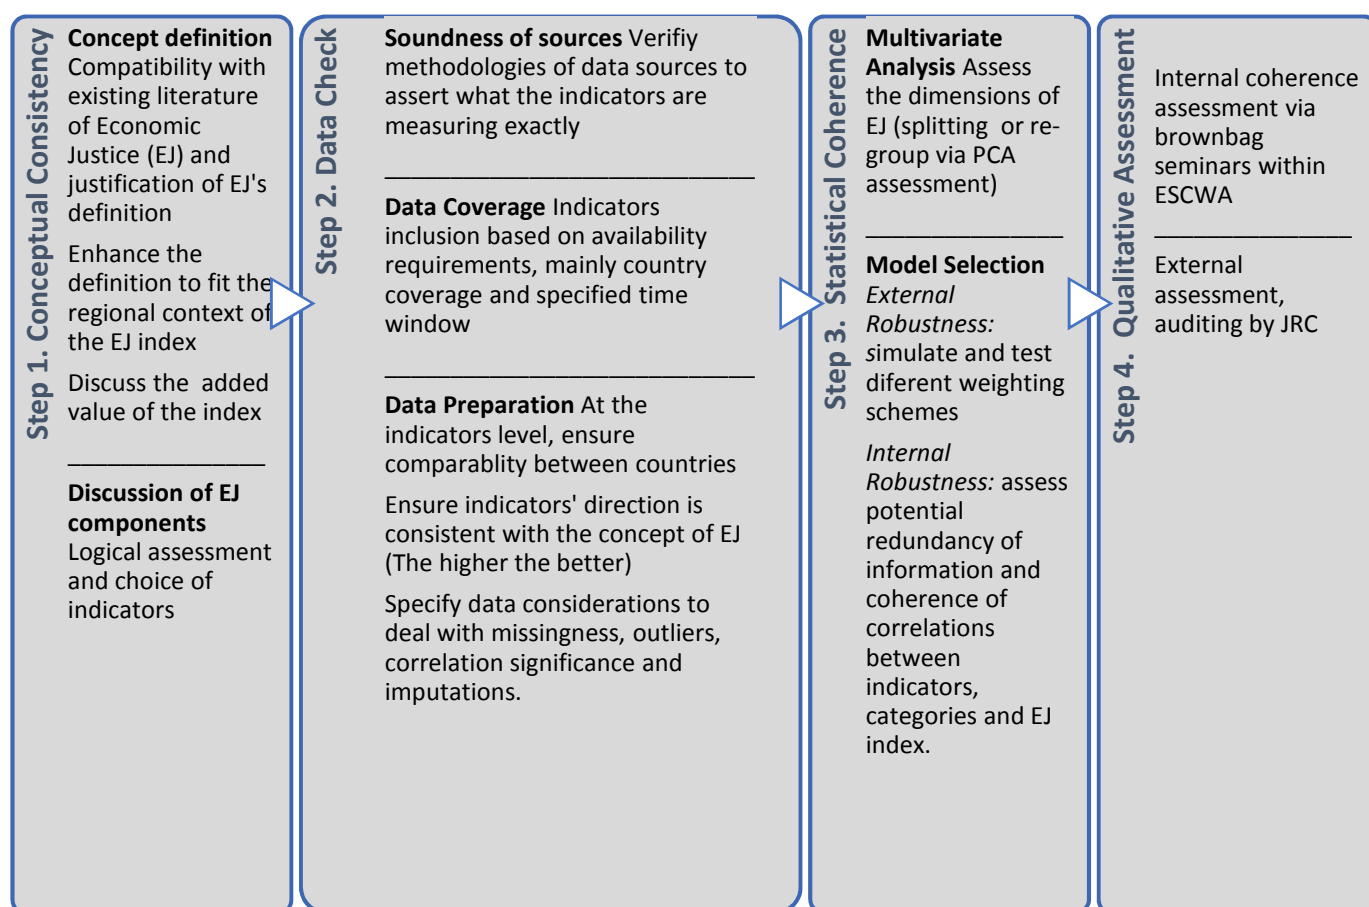 Step 1. Conceptual Consistency
Concept definition
Compatibility with
existing literature
of Economic
Justice (EJ) and
justification of EJ's
definition
Enhance the
definition to fit the
regional context of
the EJ index
Discuss the added
value of the index
_______________
Discussion of EJ
components
Logical assessment
and choice of
indicators
Step 2. Data Check
Soundness of sources Verifiy
methodologies of data sources to
assert what the indicators are
measuring exactly
____________________________
Data Coverage Indicators
inclusion based on availability
requirements, mainly country
coverage and specified time
window
____________________________
Data Preparation At the
indicators level, ensure
comparablity between countries
Ensure indicators' direction is
consistent with the concept of EJ
(The higher the better)
Specify data considerations to
deal with missingness, outliers,
correlation significance and
imputations.
Step 3. Statistical Coherence
Multivariate
Analysis Assess
the dimensions of
EJ (splitting or re-
group via PCA
assessment)
_______________
Model Selection
External
Robustness:
simulate and test
diferent weighting
schemes
Internal
Robustness: assess
potential
redundancy of
information and
coherence of
correlations
between
indicators,
categories and EJ
index.
Step 4. Qualitative Assessment
Internal coherence
assessment via
brownbag
seminars within
ESCWA
_______________
External
assessment,
auditing by JRC